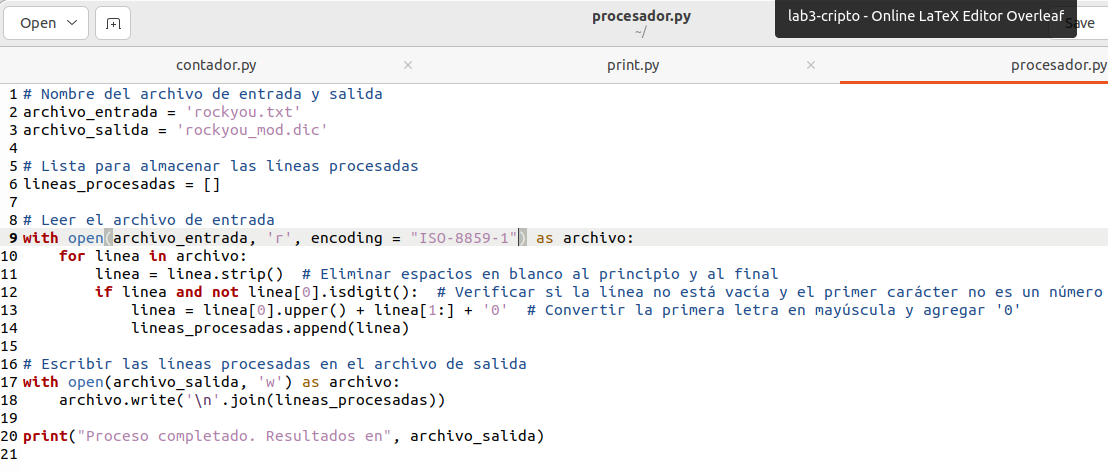 Open
procesador.py
~/
lab3-cripto - Online LaTeX Editor Overleaf
Save
contador.py ×
print.py ×
procesador.py
1 # Nombre del archivo de entrada y salida
2 archivo_entrada = 'rockyou.txt'
3 archivo_salida = 'rockyou_mod.dic'
4
5 # Lista para almacenar las líneas procesadas
6 lineas_procesadas = []
7
8 # Leer el archivo de entrada
9 with open(archivo_entrada, 'r', encoding = "ISO-8859-1") as archivo:
10     for linea in archivo:
11         linea = linea.strip()  # Eliminar espacios en blanco al principio y al final
12         if linea and not linea[0].isdigit():  # Verificar si la línea no está vacía y el primer carácter no es un número
13             linea = linea[0].upper() + linea[1:] + '0'  # Convertir la primera letra en mayúscula y agregar '0'
14             lineas_procesadas.append(linea)
15
16 # Escribir las líneas procesadas en el archivo de salida
17 with open(archivo_salida, 'w') as archivo:
18     archivo.write('\n'.join(lineas_procesadas))
19
20 print("Proceso completado. Resultados en", archivo_salida)
21